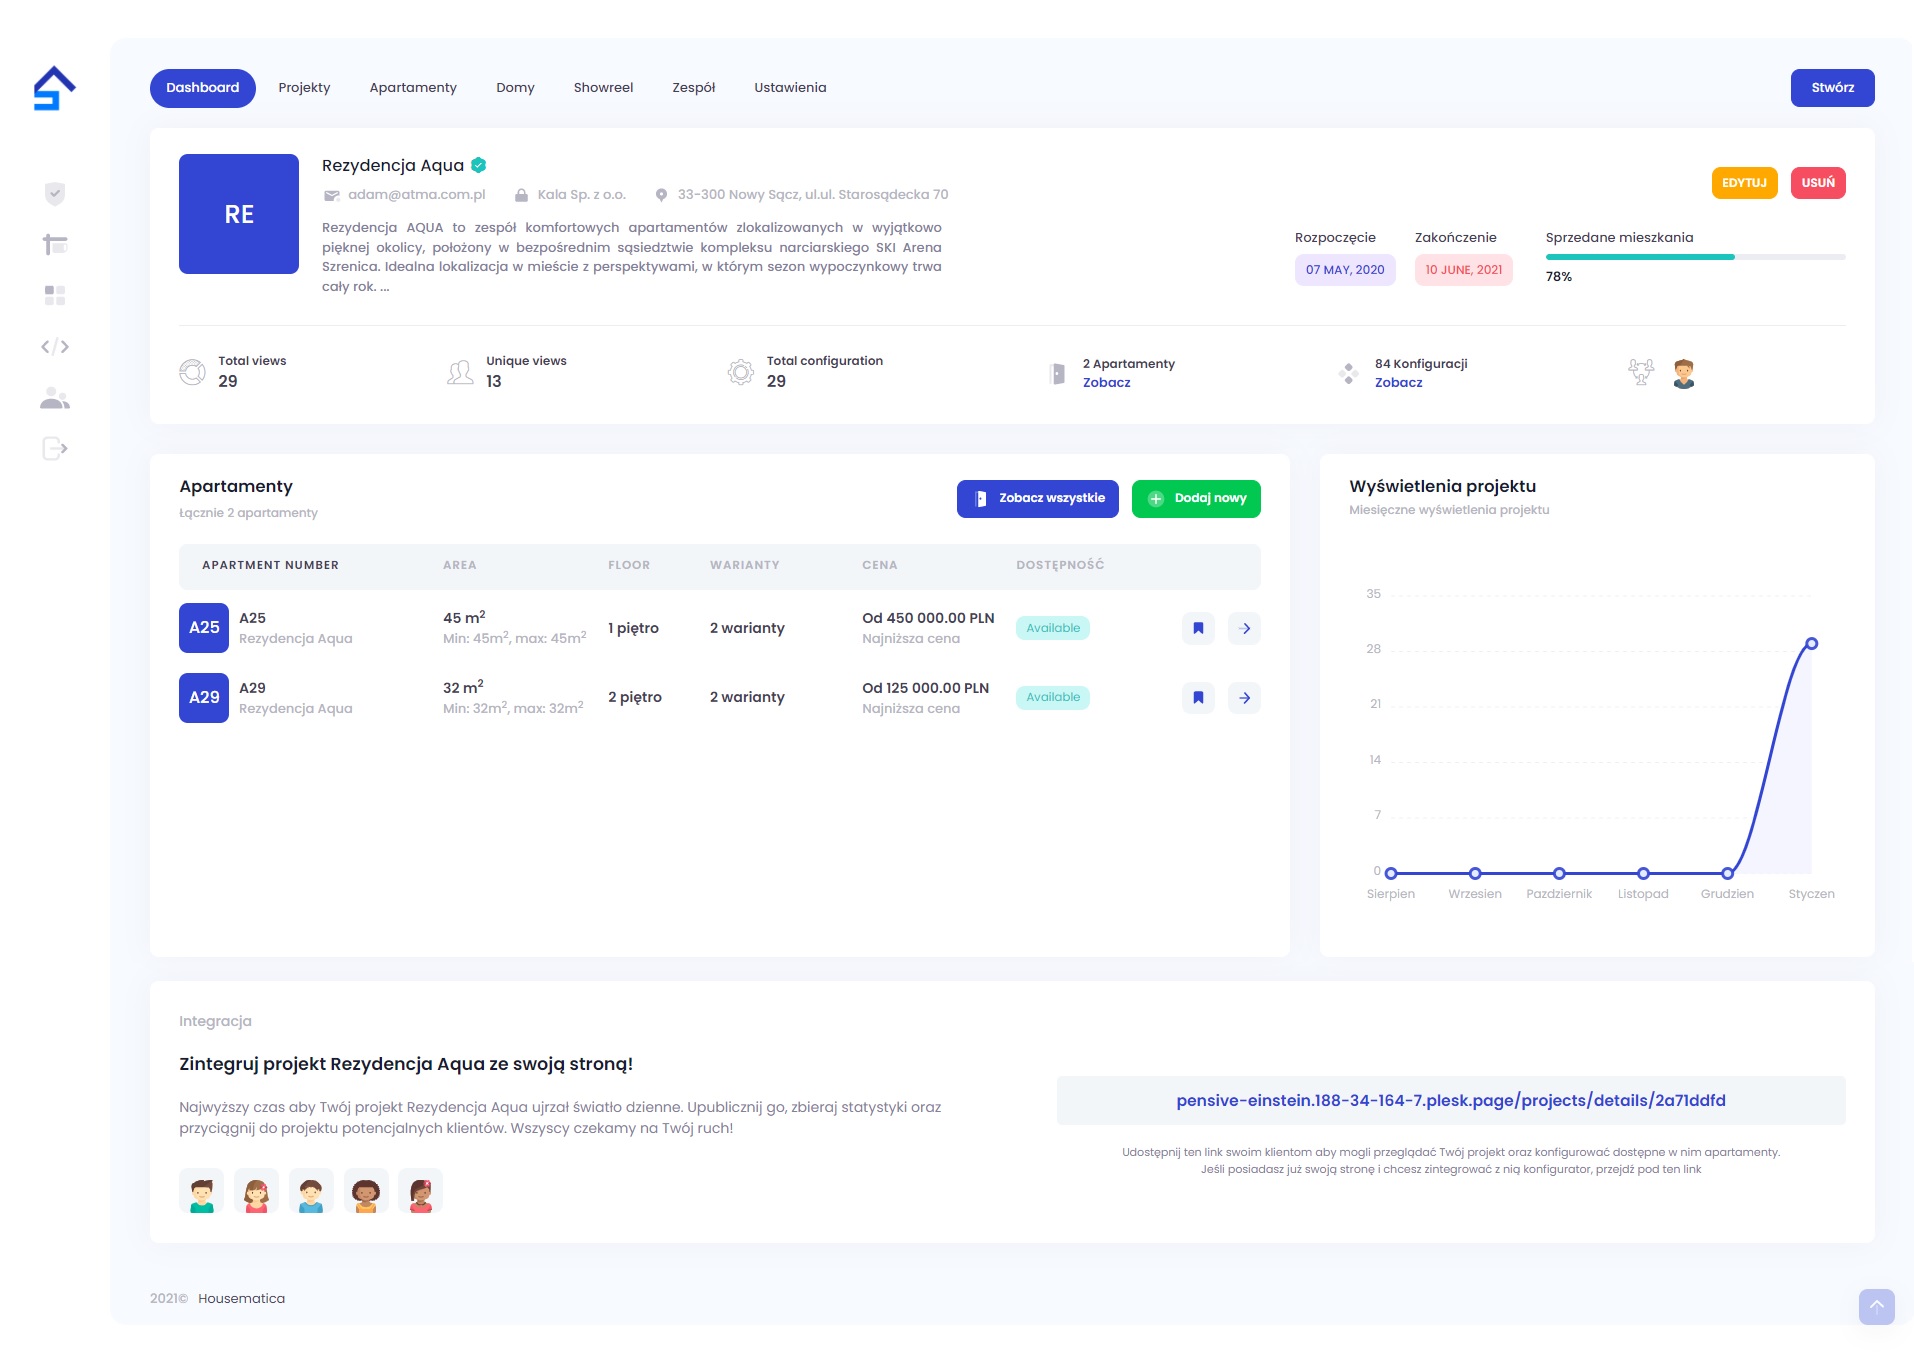 Dashboard Projekty Apartamenty Domy Showreel Zespół Ustawienia Stwórz
RE
Rezydencja Aqua
adam@atma.com.pl Kala Sp. z o.o. 33-300 Nowy Sącz, ul.ul. Starosądecka 70
Rezydencja AQUA to zespół komfortowych apartamentów zlokalizowanych w wyjątkowo
pięknej okolicy, położony w bezpośrednim sąsiedztwie kompleksu narciarskiego SKI Arena
Szrenica. Idealna lokalizacja w mieście z perspektywami, w którym sezon wypoczynkowy trwa
cały rok. ...
EDYTUJ USUŃ
Rozpoczęcie Zakończenie Sprzedane mieszkania
07 MAY, 2020 10 JUNE, 2021
78%
Total views Unique views Total configuration 2 Apartamenty 84 Konfiguracji
29 13 29 Zobacz Zobacz
Apartamenty
Łącznie 2 apartamenty
Zobacz wszystkie Dodaj nowy
APARTMENT NUMBER AREA FLOOR WARIANTY CENA DOSTĘPNOŚĆ
A25 A25 45 m² 1 piętro 2 warianty Od 450 000.00 PLN Available
Rezydencja Aqua Min: 45m², max: 45m² Najniższa cena
A29 A29 32 m² 2 piętro 2 warianty Od 125 000.00 PLN Available
Rezydencja Aqua Min: 32m², max: 32m² Najniższa cena
Wyświetlenia projektu
Miesięczne wyświetlenia projektu
35
28
21
14
7
0
Sierpien Wrzesien Pazdziernik Listopad Grudzien Styczen
Integracja
Zintegruj projekt Rezydencja Aqua ze swoją stroną!
Najwyższy czas aby Twój projekt Rezydencja Aqua ujrzał światło dzienne. Upublicznij go, zbieraj statystyki oraz
przyciągnij do projektu potencjalnych klientów. Wszyscy czekamy na Twój ruch!
pensive-einstein.188-34-164-7.plesk.page/projects/details/2a71ddfd
Udostępnij ten link swoim klientom aby mogli przeglądać Twój projekt oraz konfigurować dostępne w nim apartamenty.
Jeśli posiadasz już swoją stronę i chcesz zintegrować z nią konfigurator, przejdź pod ten link
2021© Housematica